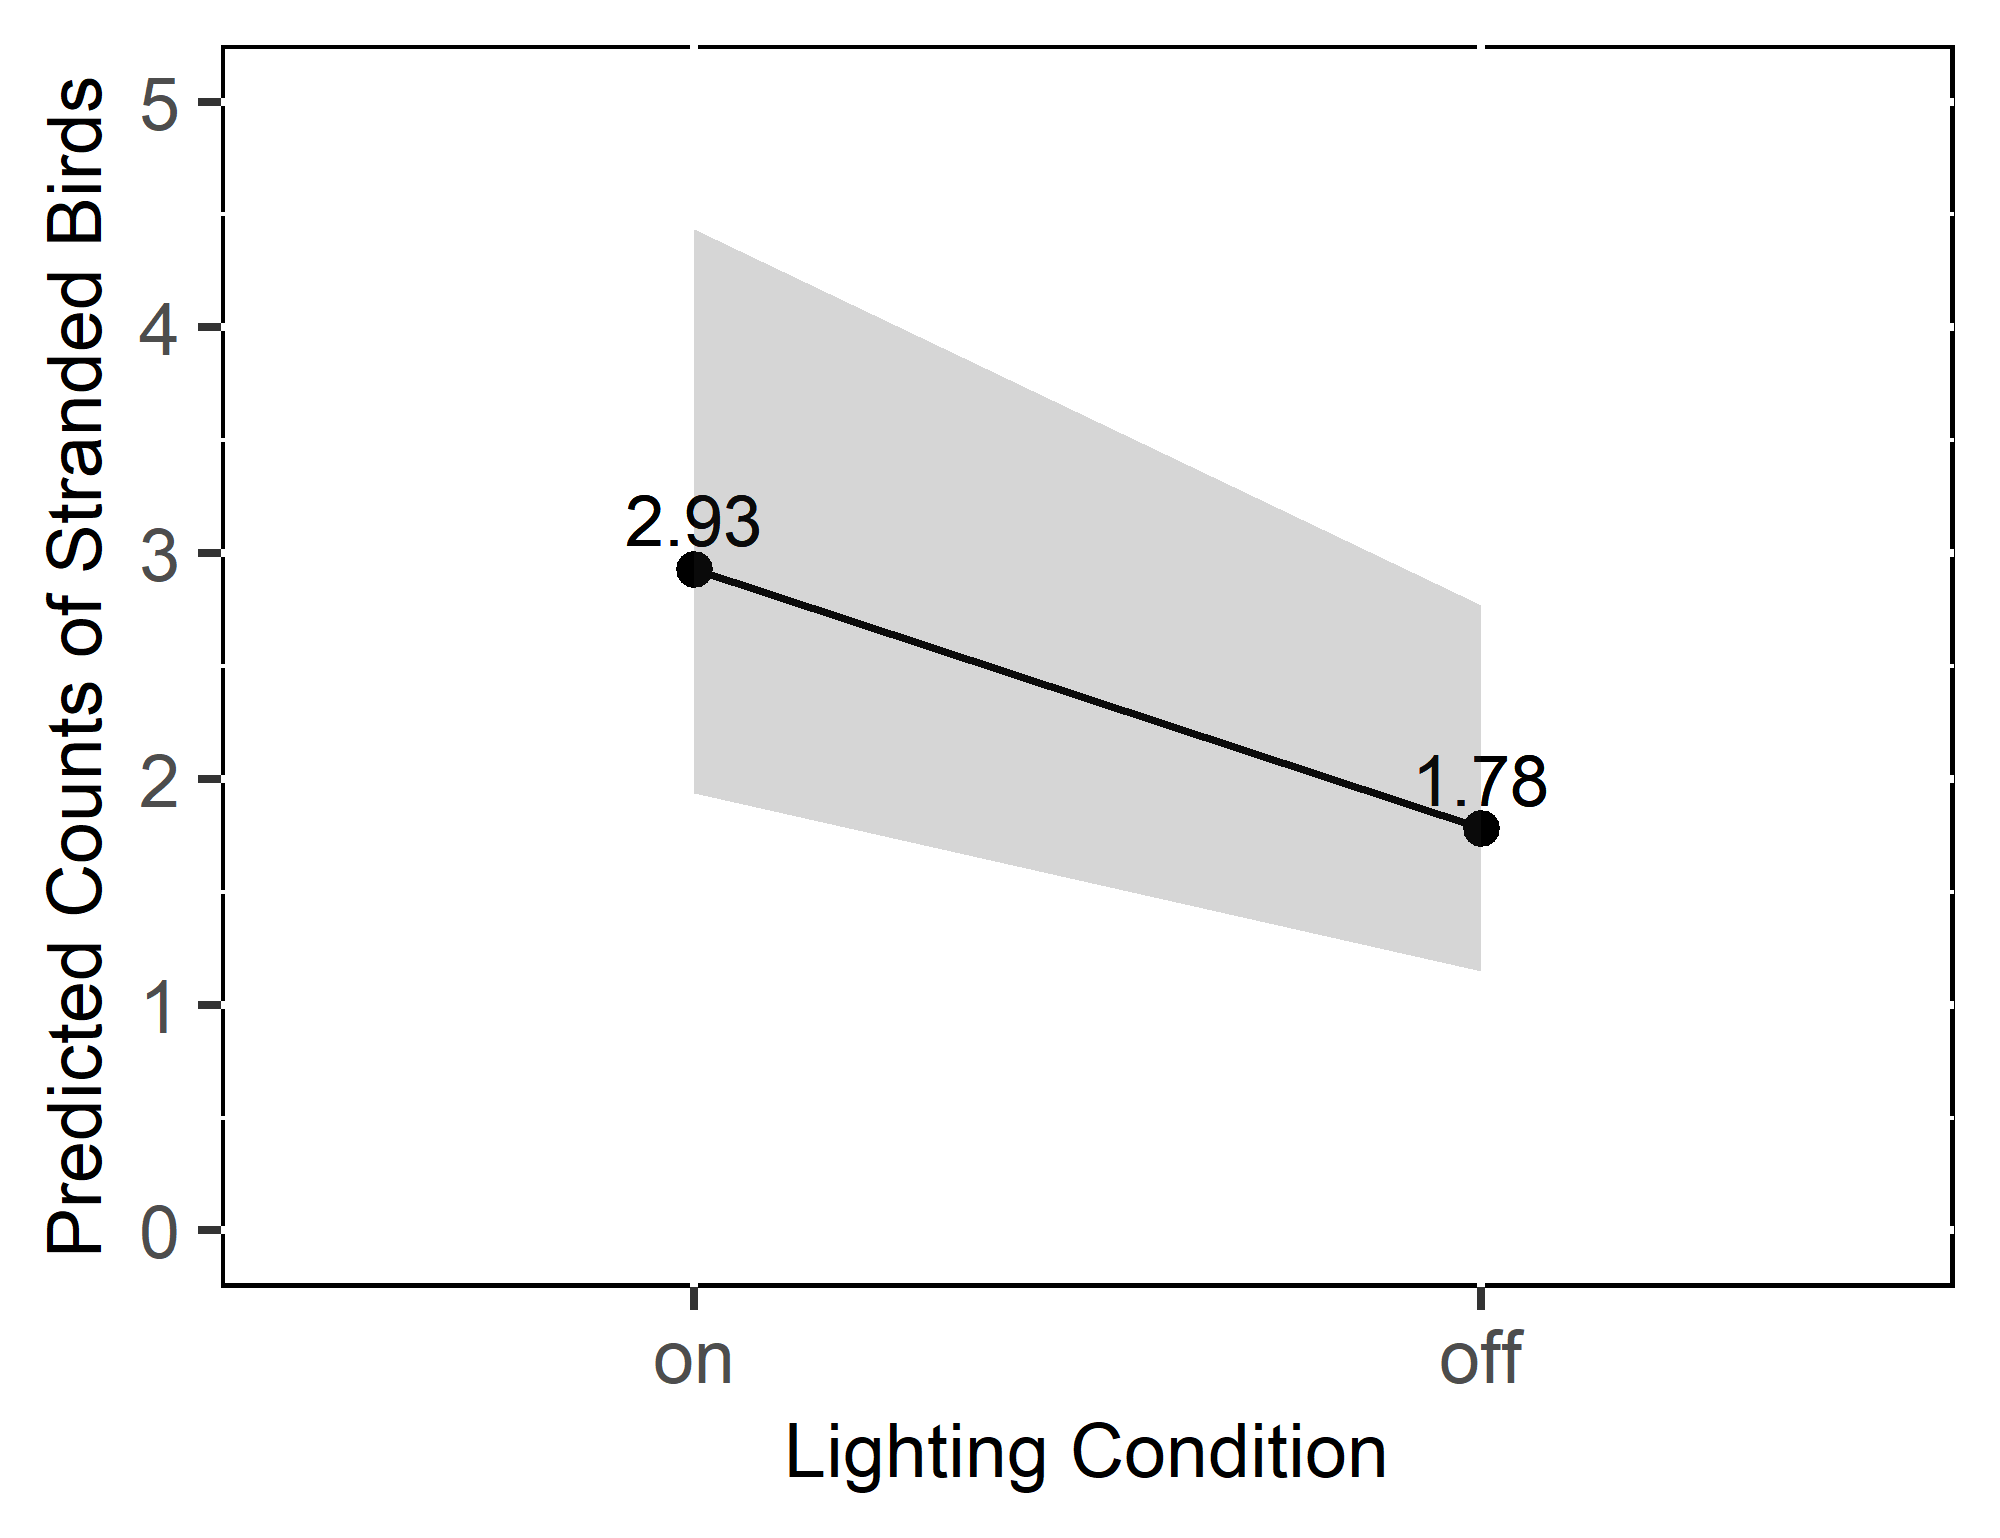 Predicted Counts of Stranded Birds
5
4
3
2
1
0
2.93
1.78
on off
Lighting Condition